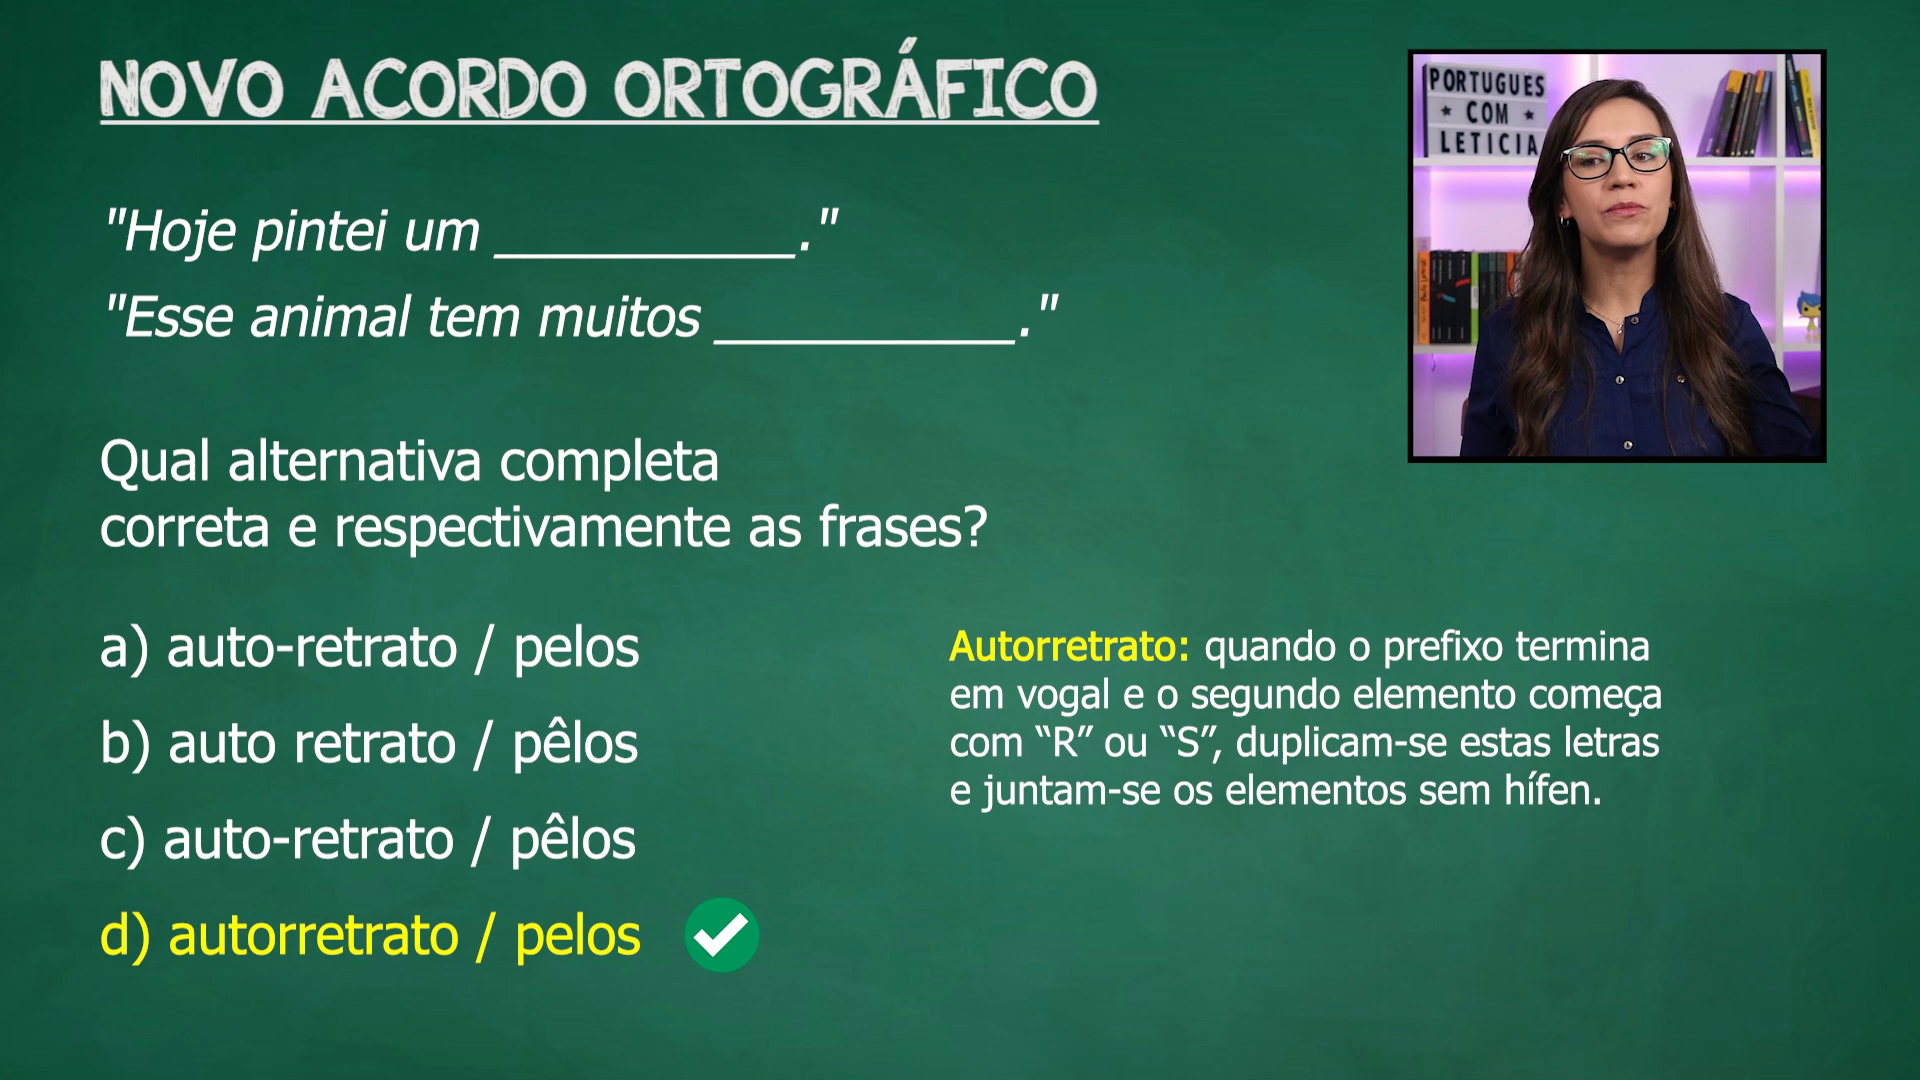 NOVO ACORDO ORTOGRÁFICO
PORTUGUES
★ COM ★
LETICIA
"Hoje pintei um ___________."
"Esse animal tem muitos ___________."
Qual alternativa completa
correta e respectivamente as frases?
a) auto-retrato / pelos
b) auto retrato / pêlos
c) auto-retrato / pêlos
d) autorretrato / pelos
Autorretrato: quando o prefixo termina
em vogal e o segundo elemento começa
com “R” ou “S”, duplicam-se estas letras
e juntam-se os elementos sem hífen.